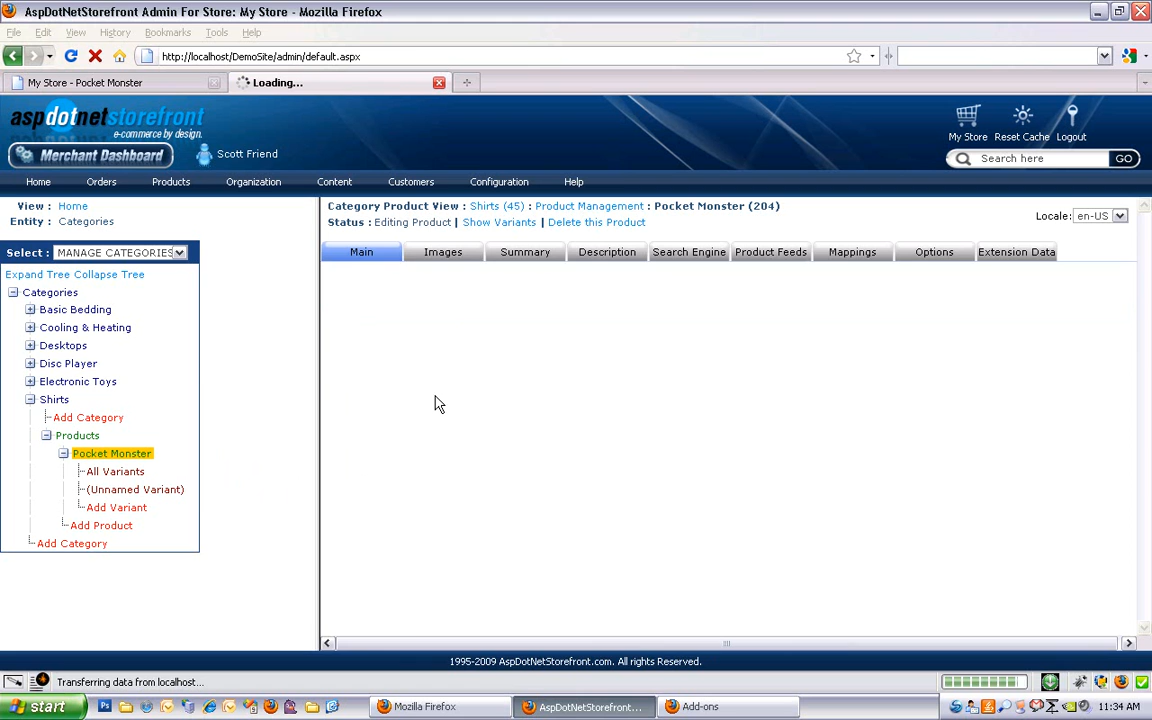 AspDotNetStorefront Admin For Store: My Store - Mozilla Firefox
File Edit View History Bookmarks Tools Help
http://localhost/DemoSite/admin/default.aspx
My Store - Pocket Monster Loading...
aspdotnetstorefront
e-commerce by design.
My Store Reset Cache Logout
Merchant Dashboard Scott Friend Search here GO
Home Orders Products Organization Content Customers Configuration Help
View : Home
Entity: Categories
Category Product View : Shirts (45) : Product Management : Pocket Monster (204)
Status : Editing Product | Show Variants | Delete this Product
Locale: en-US
Select : MANAGE CATEGORIES
Main Images Summary Description Search Engine Product Feeds Mappings Options Extension Data
Expand Tree Collapse Tree
Categories
Basic Bedding
Cooling & Heating
Desktops
Disc Player
Electronic Toys
Shirts
Add Category
Products
Pocket Monster
All Variants
(Unnamed Variant)
Add Variant
Add Product
Add Category
1995-2009 AspDotNetStorefront.com. All rights Reserved.
Transferring data from localhost...
start Mozilla Firefox AspDotNetStorefront... Add-ons 11:34 AM